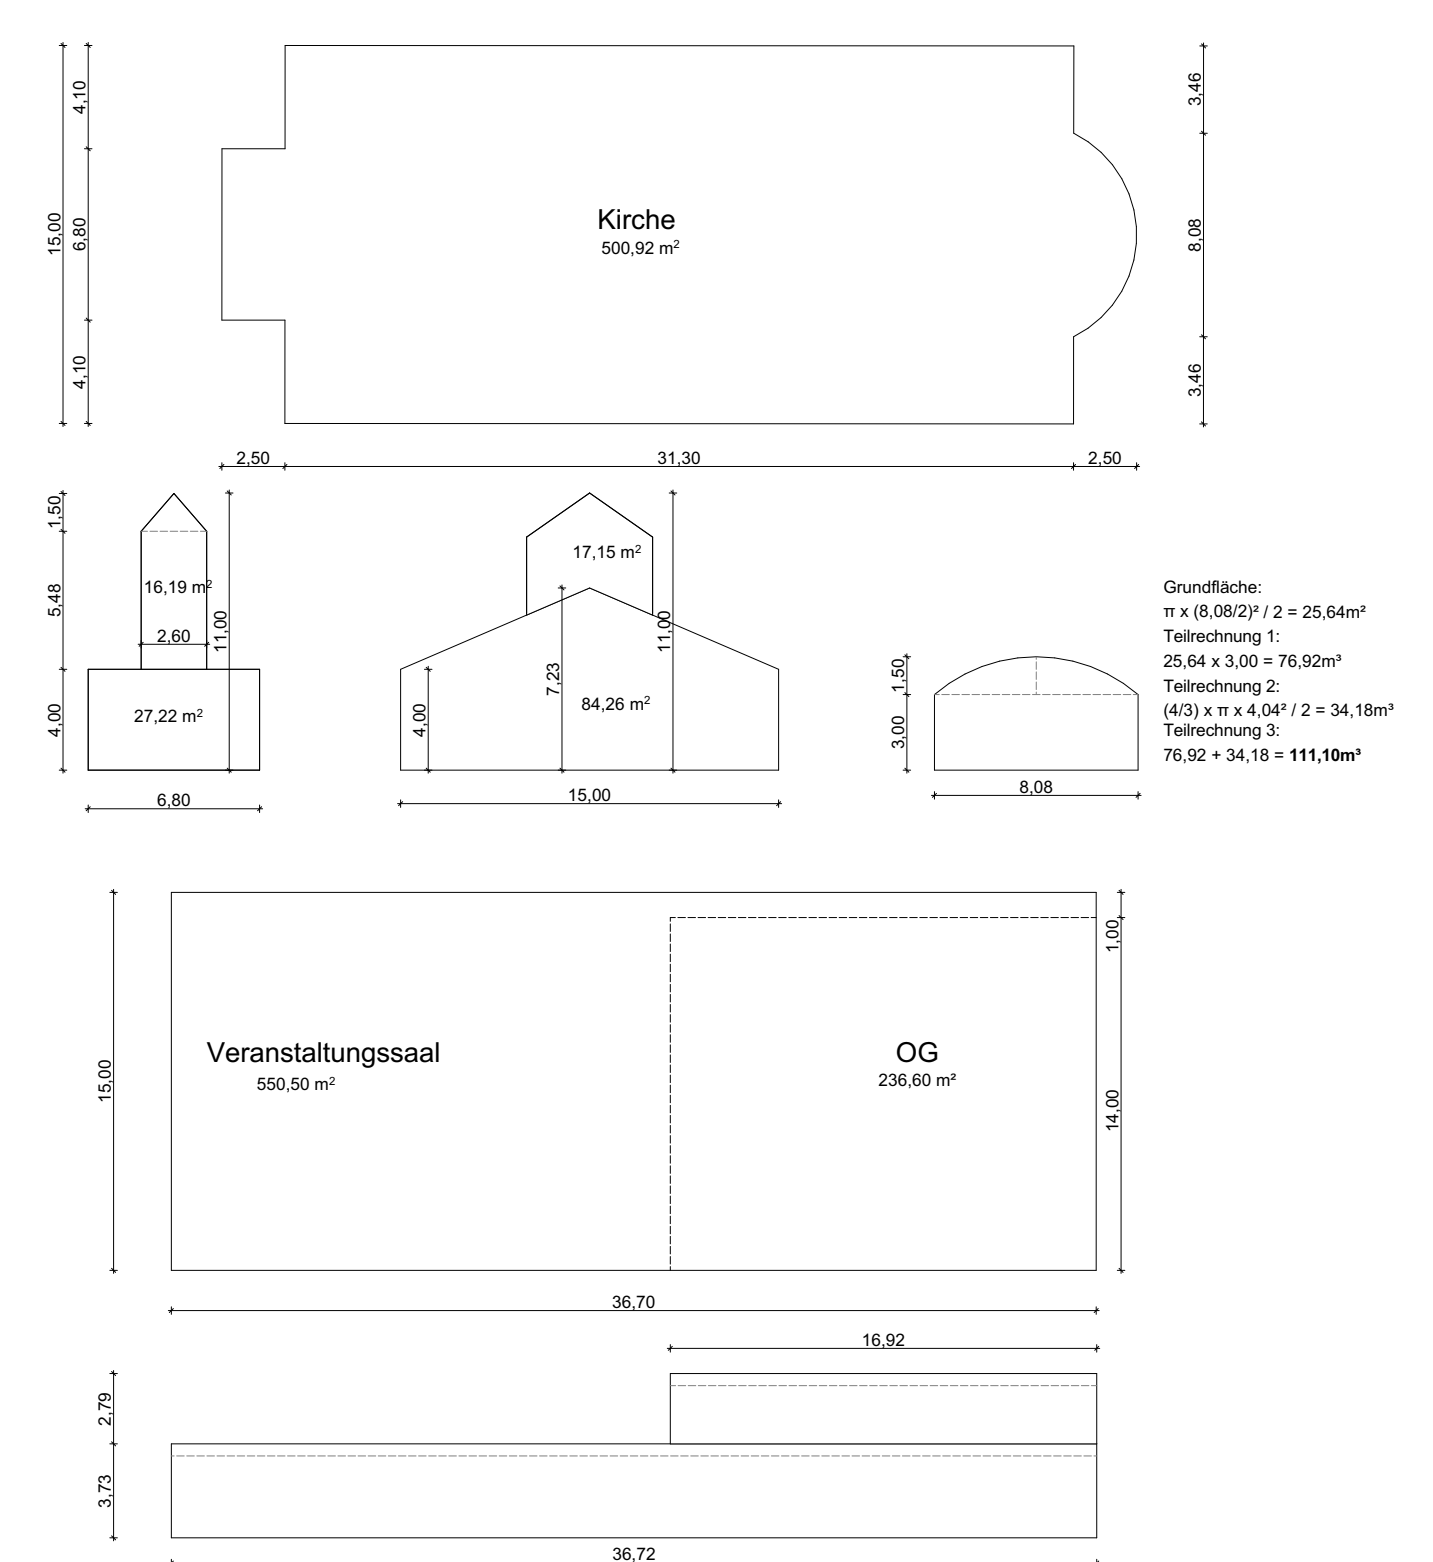 4,10
6,80
4,10
15,00
Kirche
500,92 m²
3,46
8,08
3,46
2,50
31,30
2,50
1,50
5,48
4,00
16,19 m²
2,60
11,00
27,22 m²
6,80
17,15 m²
11,00
7,23
4,00
84,26 m²
15,00
1,50
3,00
8,08
Grundfläche:
π x (8,08/2)² / 2 = 25,64m²
Teilrechnung 1:
25,64 x 3,00 = 76,92m³
Teilrechnung 2:
(4/3) x π x 4,04² / 2 = 34,18m³
Teilrechnung 3:
76,92 + 34,18 = 111,10m³
15,00
Veranstaltungssaal
550,50 m²
OG
236,60 m²
1,00
14,00
36,70
16,92
2,79
3,73
36,72